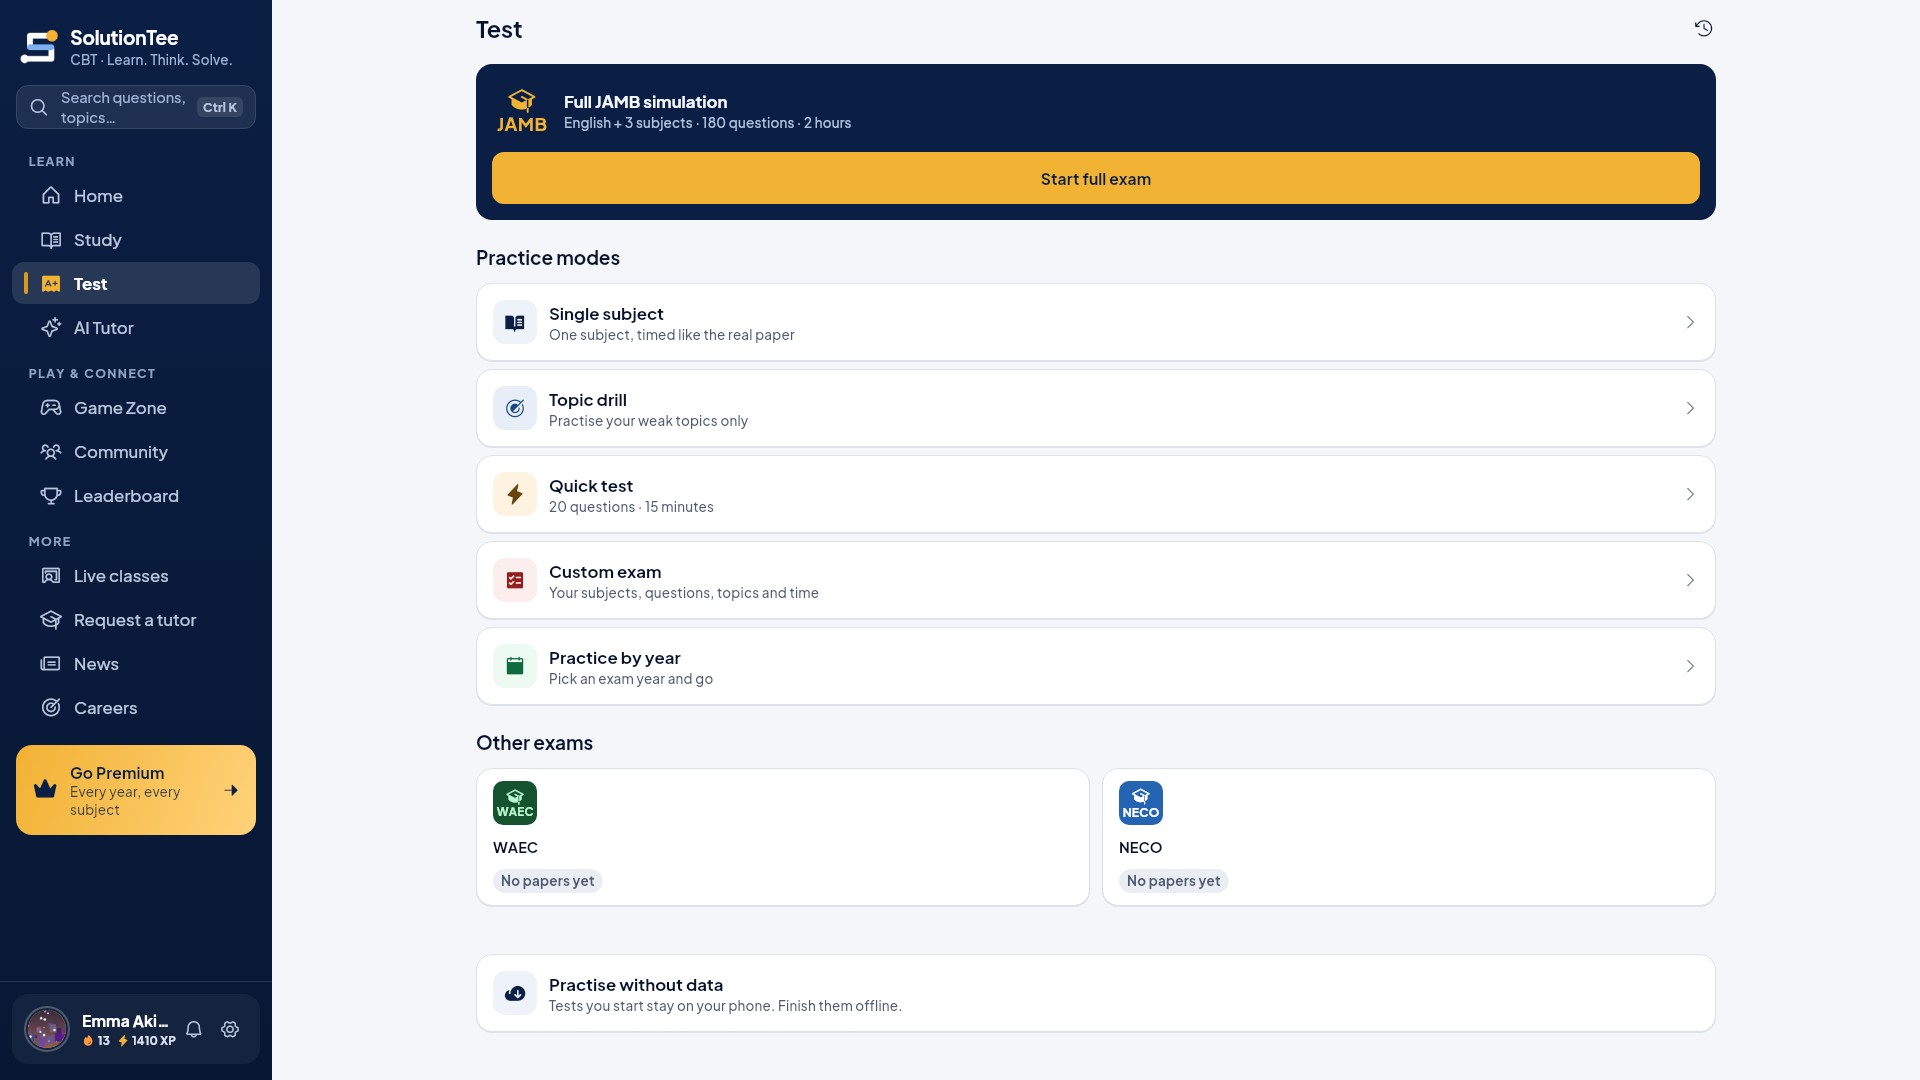 SolutionTee
CBT · Learn. Think. Solve.
Search questions,
topics...
Ctrl K
LEARN
Home
Study
A+
Test
AI Tutor
PLAY & CONNECT
Game Zone
Community
Leaderboard
MORE
Live classes
Request a tutor
News
Careers
Go Premium
Every year, every
subject
Emma Aki...
13
1410 XP
Test
JAMB
Full JAMB simulation
English + 3 subjects · 180 questions · 2 hours
Start full exam
Practice modes
Single subject
One subject, timed like the real paper
Topic drill
Practise your weak topics only
Quick test
20 questions · 15 minutes
Custom exam
Your subjects, questions, topics and time
Practice by year
Pick an exam year and go
Other exams
WAEC
WAEC
No papers yet
NECO
NECO
No papers yet
Practise without data
Tests you start stay on your phone. Finish them offline.